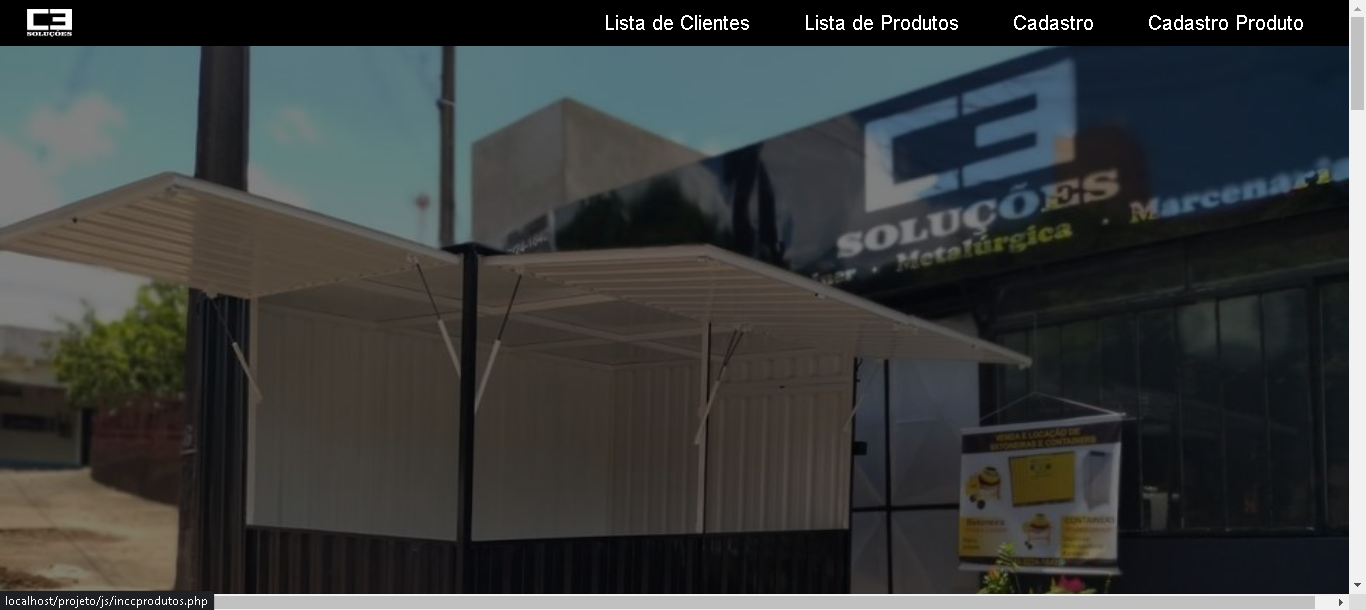 C3
SOLUÇÕES
Lista de Clientes
Lista de Produtos
Cadastro
Cadastro Produto
C3
SOLUÇÕES
· Metalúrgica · Marcenaria
VENDA E LOCAÇÃO DE
BETONEIRAS E CONTAINERS
Betoneira
CONTAINERS
localhost/projeto/js/inccprodutos.php